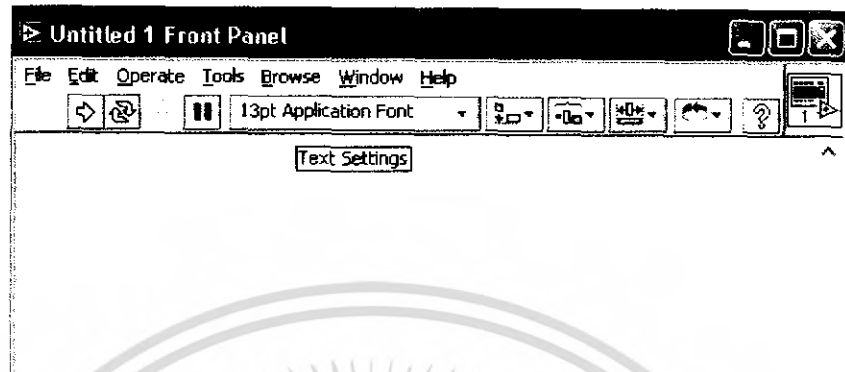 Untitled 1 Front Panel
File Edit Operate Tools Browse Window Help
13pt Application Font
?
1
Text Settings